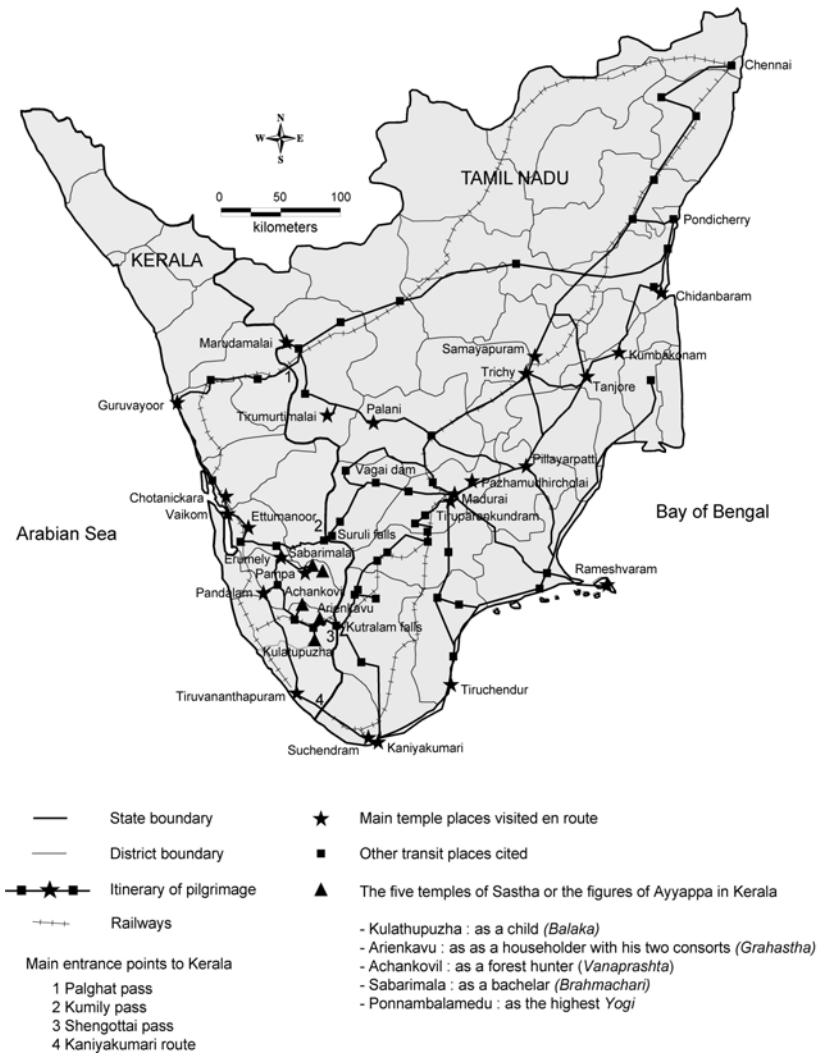 Chennai
N
W E
S
TAMIL NADU
0 50 100
kilometers
Pondicherry
KERALA
Chidanbaram
Marudamalai
Samayapuram
Kumbakonam
1
Trichy
Tanjore
Guruvayoor
Tirumurtimalai
Palani
Vagai dam
Pillayarpatti
Pazhamudhircholai
Chotanickara
Madurai
Vaikom
Ettumanoor
Tiruparankundram
Bay of Bengal
Arabian Sea
2
Suruli falls
Erumely
Sabarimala
Pampa
Rameshvaram
Pandalam
Achankovil
Arienkavu
Kutralam falls
3
Kulatupuzha
Tiruvananthapuram
4
Tiruchendur
Suchendram
Kaniyakumari
State boundary
Main temple places visited en route
District boundary
Other transit places cited
Itinerary of pilgrimage
The five temples of Sastha or the figures of Ayyappa in Kerala
Railways
- Kulathupuzha : as a child (Balaka)
- Arienkavu : as as a householder with his two consorts (Grahastha)
- Achankovil : as a forest hunter (Vanaprashta)
- Sabarimala : as a bachelar (Brahmachari)
- Ponnambalamedu : as the highest Yogi
Main entrance points to Kerala
1 Palghat pass
2 Kumily pass
3 Shengottai pass
4 Kaniyakumari route